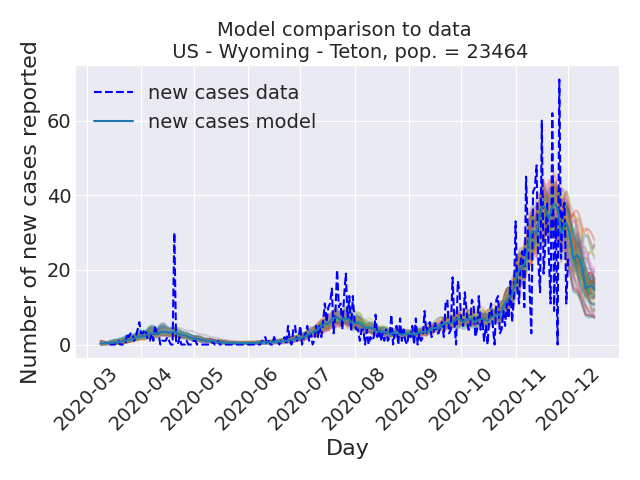 Model comparison to data
US - Wyoming - Teton, pop. = 23464
Number of new cases reported
60
40
20
0
new cases data
new cases model
2020-03
2020-04
2020-05
2020-06
2020-07
2020-08
2020-09
2020-10
2020-11
2020-12
Day